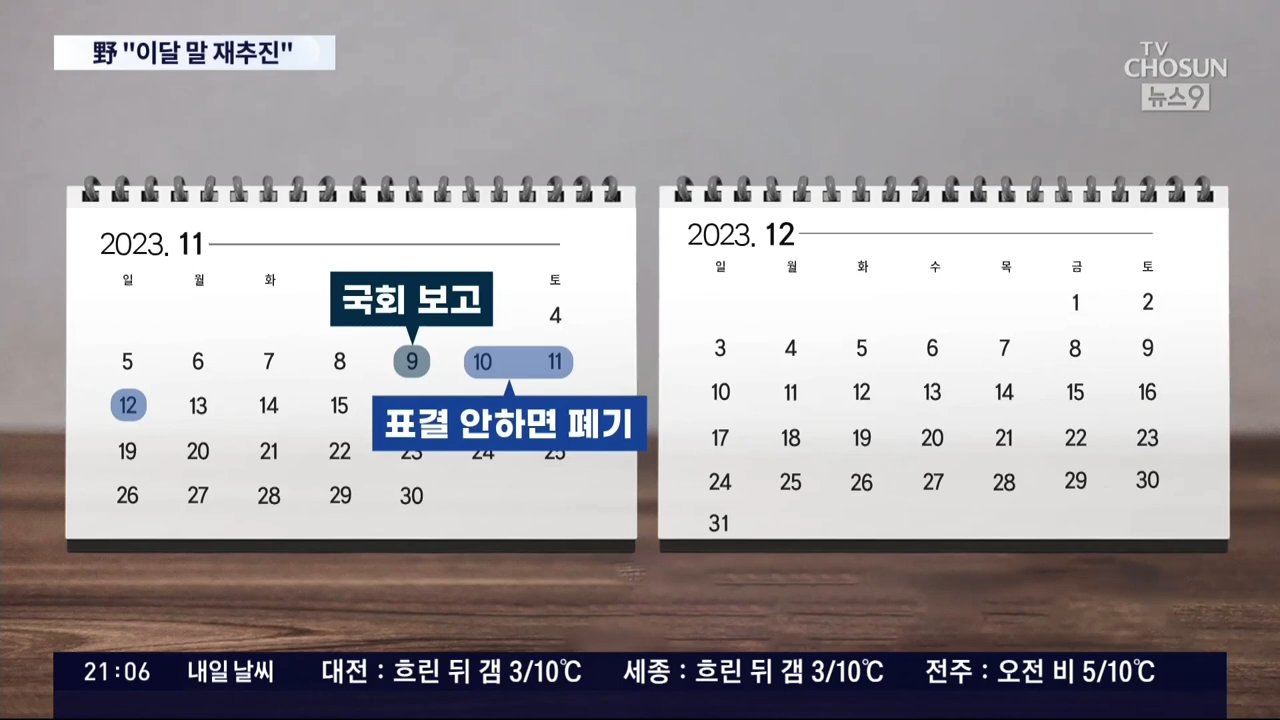 野 "이달 말 재추진"
TV
CHOSUN
뉴스9
2023. 11
일 월 화 토
국회 보고
4
5 6 7 8 9 10 11
12 13 14 15
표결 안하면 폐기
19 20 21 22 23 24 25
26 27 28 29 30
2023. 12
일 월 화 수 목 금 토
1 2
3 4 5 6 7 8 9
10 11 12 13 14 15 16
17 18 19 20 21 22 23
24 25 26 27 28 29 30
31
21:06 내일 날씨 대전 : 흐린 뒤 갬 3/10℃ 세종 : 흐린 뒤 갬 3/10℃ 전주 : 오전 비 5/10℃